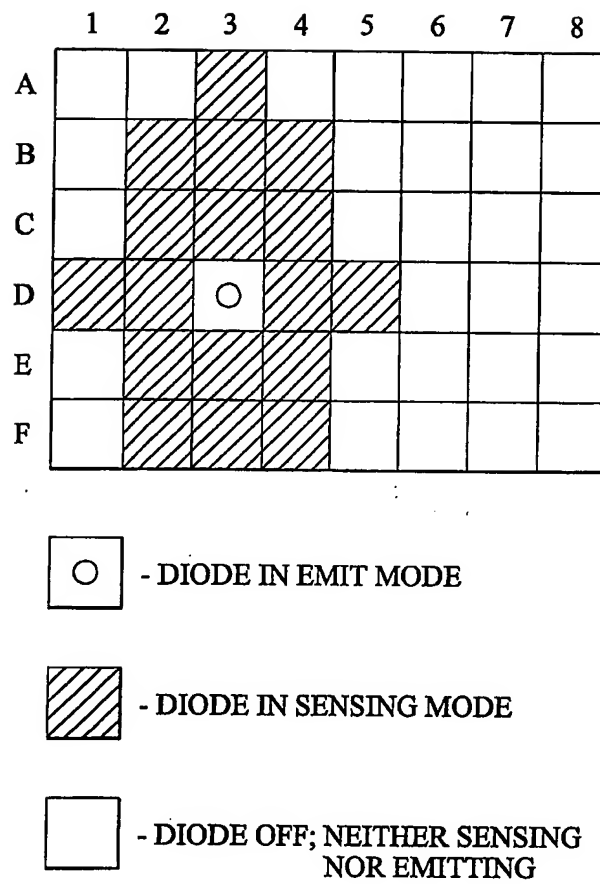 1 2 3 4 5 6 7 8
A
B
C
D
E
F
- DIODE IN EMIT MODE
- DIODE IN SENSING MODE
- DIODE OFF; NEITHER SENSING
NOR EMITTING